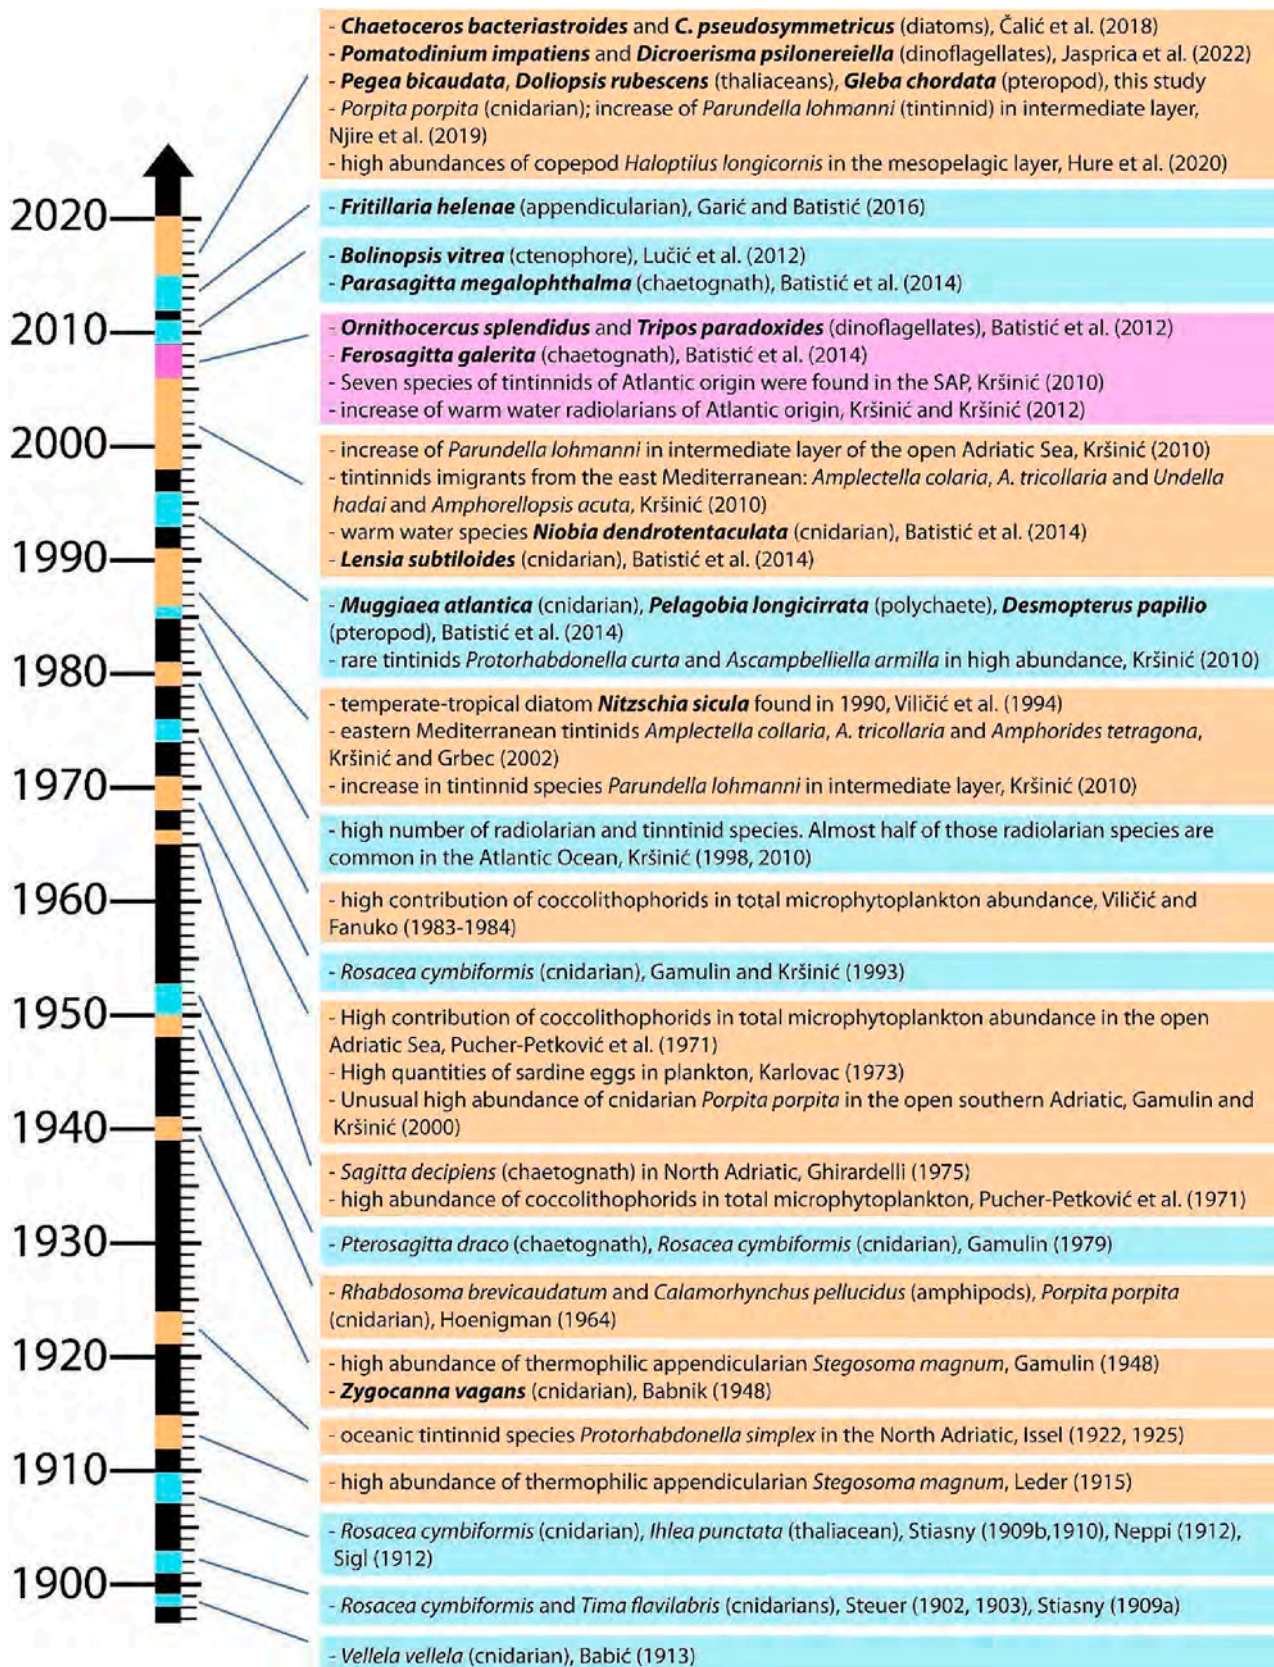 - Chaetoceros bacteriastroides and C. pseudosymmetricus (diatoms), Čalić et al. (2018)
- Pomatodinium impatiens and Dicroerisma psilonereiella (dinoflagellates), Jasprica et al. (2022)
- Pegea bicaudata, Doliopsis rubescens (thaliaceans), Gleba chordata (pteropod), this study
- Porpita porpita (cnidarian); increase of Parundella lohmanni (tintinnid) in intermediate layer,
Njire et al. (2019)
- high abundances of copepod Haloptilus longicornis in the mesopelagic layer, Hure et al. (2020)
2020
- Fritillaria helenae (appendicularian), Garić and Batistić (2016)
- Bolinopsis vitrea (ctenophore), Lučić et al. (2012)
- Parasagitta megalophthalma (chaetognath), Batistić et al. (2014)
2010
- Ornithocercus splendidus and Tripos paradoxides (dinoflagellates), Batistić et al. (2012)
- Ferosagitta galerita (chaetognath), Batistić et al. (2014)
- Seven species of tintinnids of Atlantic origin were found in the SAP, Kršinić (2010)
- increase of warm water radiolarians of Atlantic origin, Kršinić and Kršinić (2012)
2000
- increase of Parundella lohmanni in intermediate layer of the open Adriatic Sea, Kršinić (2010)
- tintinnids imigrants from the east Mediterranean: Amplectella colaria, A. tricollaria and Undella
hadai and Amphorellopsis acuta, Kršinić (2010)
- warm water species Niobia dendrotentaculata (cnidarian), Batistić et al. (2014)
- Lensia subtiloides (cnidarian), Batistić et al. (2014)
1990
- Muggiaea atlantica (cnidarian), Pelagobia longicirrata (polychaete), Desmopterus papilio
(pteropod), Batistić et al. (2014)
- rare tintinids Protorhabdonella curta and Ascampbelliella armilla in high abundance, Kršinić (2010)
1980
- temperate-tropical diatom Nitzschia sicula found in 1990, Viličić et al. (1994)
- eastern Mediterranean tintinids Amplectella collaria, A. tricollaria and Amphorides tetragona,
Kršinić and Grbec (2002)
- increase in tintinnid species Parundella lohmanni in intermediate layer, Kršinić (2010)
1970
- high number of radiolarian and tinntinid species. Almost half of those radiolarian species are
common in the Atlantic Ocean, Kršinić (1998, 2010)
1960
- high contribution of coccolithophorids in total microphytoplankton abundance, Viličić and
Fanuko (1983-1984)
- Rosacea cymbiformis (cnidarian), Gamulin and Kršinić (1993)
1950
- High contribution of coccolithophorids in total microphytoplankton abundance in the open
Adriatic Sea, Pucher-Petković et al. (1971)
- High quantities of sardine eggs in plankton, Karlovac (1973)
- Unusual high abundance of cnidarian Porpita porpita in the open southern Adriatic, Gamulin and
Kršinić (2000)
1940
- Sagitta decipiens (chaetognath) in North Adriatic, Ghirardelli (1975)
- high abundance of coccolithophorids in total microphytoplankton, Pucher-Petković et al. (1971)
1930
- Pterosagitta draco (chaetognath), Rosacea cymbiformis (cnidarian), Gamulin (1979)
- Rhabdosoma brevicaudatum and Calamorhynchus pellucidus (amphipods), Porpita porpita
(cnidarian), Hoenigman (1964)
1920
- high abundance of thermophilic appendicularian Stegosoma magnum, Gamulin (1948)
- Zygocanna vagans (cnidarian), Babnik (1948)
- oceanic tintinnid species Protorhabdonella simplex in the North Adriatic, Issel (1922, 1925)
1910
- high abundance of thermophilic appendicularian Stegosoma magnum, Leder (1915)
- Rosacea cymbiformis (cnidarian), Ihlea punctata (thaliacean), Stiasny (1909b,1910), Neppi (1912),
Sigl (1912)
1900
- Rosacea cymbiformis and Tima flavilabris (cnidarians), Steuer (1902, 1903), Stiasny (1909a)
- Vellela vellela (cnidarian), Babić (1913)